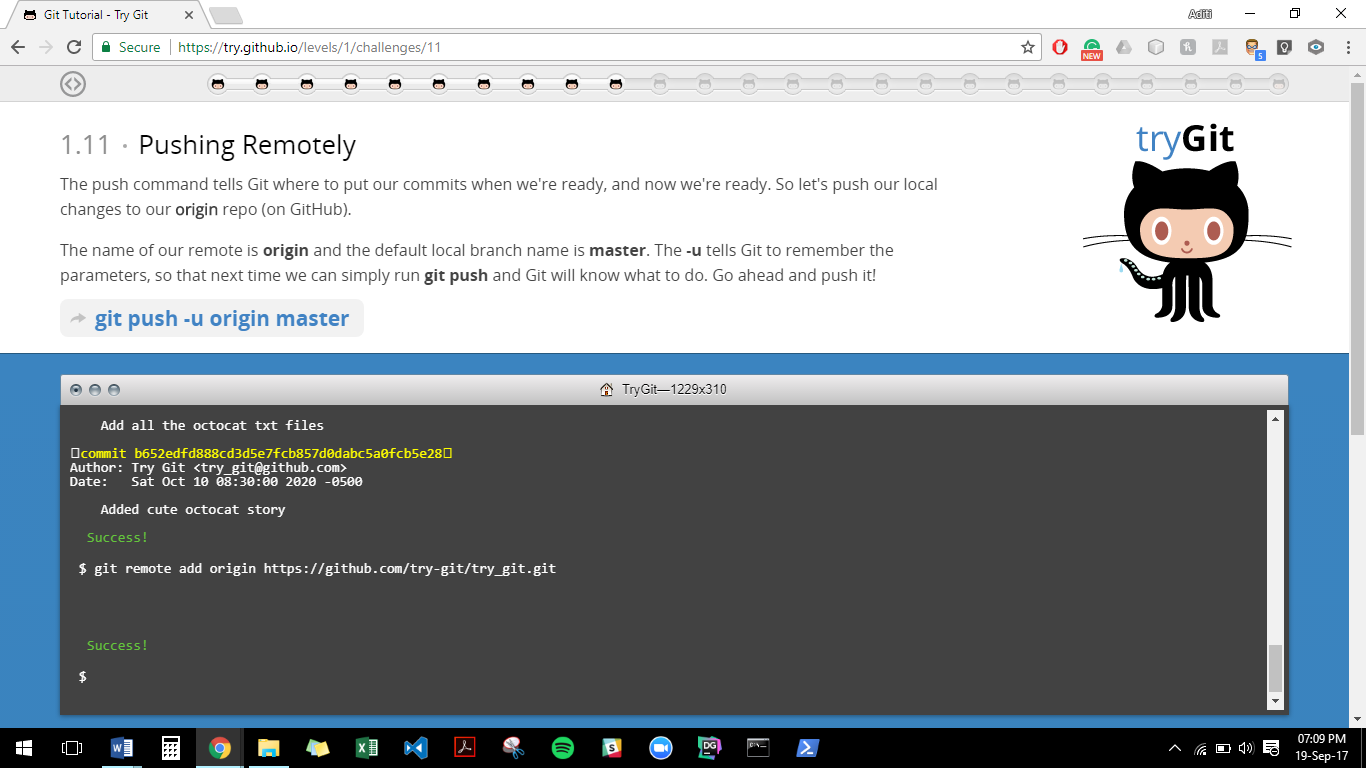 Git Tutorial - Try Git
Aditi
Secure
https://try.github.io/levels/1/challenges/11
NEW
5
1.11 · Pushing Remotely
The push command tells Git where to put our commits when we're ready, and now we're ready. So let's push our local
changes to our origin repo (on GitHub).
The name of our remote is origin and the default local branch name is master. The -u tells Git to remember the
parameters, so that next time we can simply run git push and Git will know what to do. Go ahead and push it!
git push -u origin master
tryGit
TryGit—1229x310
Add all the octocat txt files
commit b652edfd888cd3d5e7fcb857d0dabc5a0fcb5e28
Author: Try Git <try_git@github.com>
Date: Sat Oct 10 08:30:00 2020 -0500
Added cute octocat story
Success!
$ git remote add origin https://github.com/try-git/try_git.git
Success!
$
DG
07:09 PM
19-Sep-17